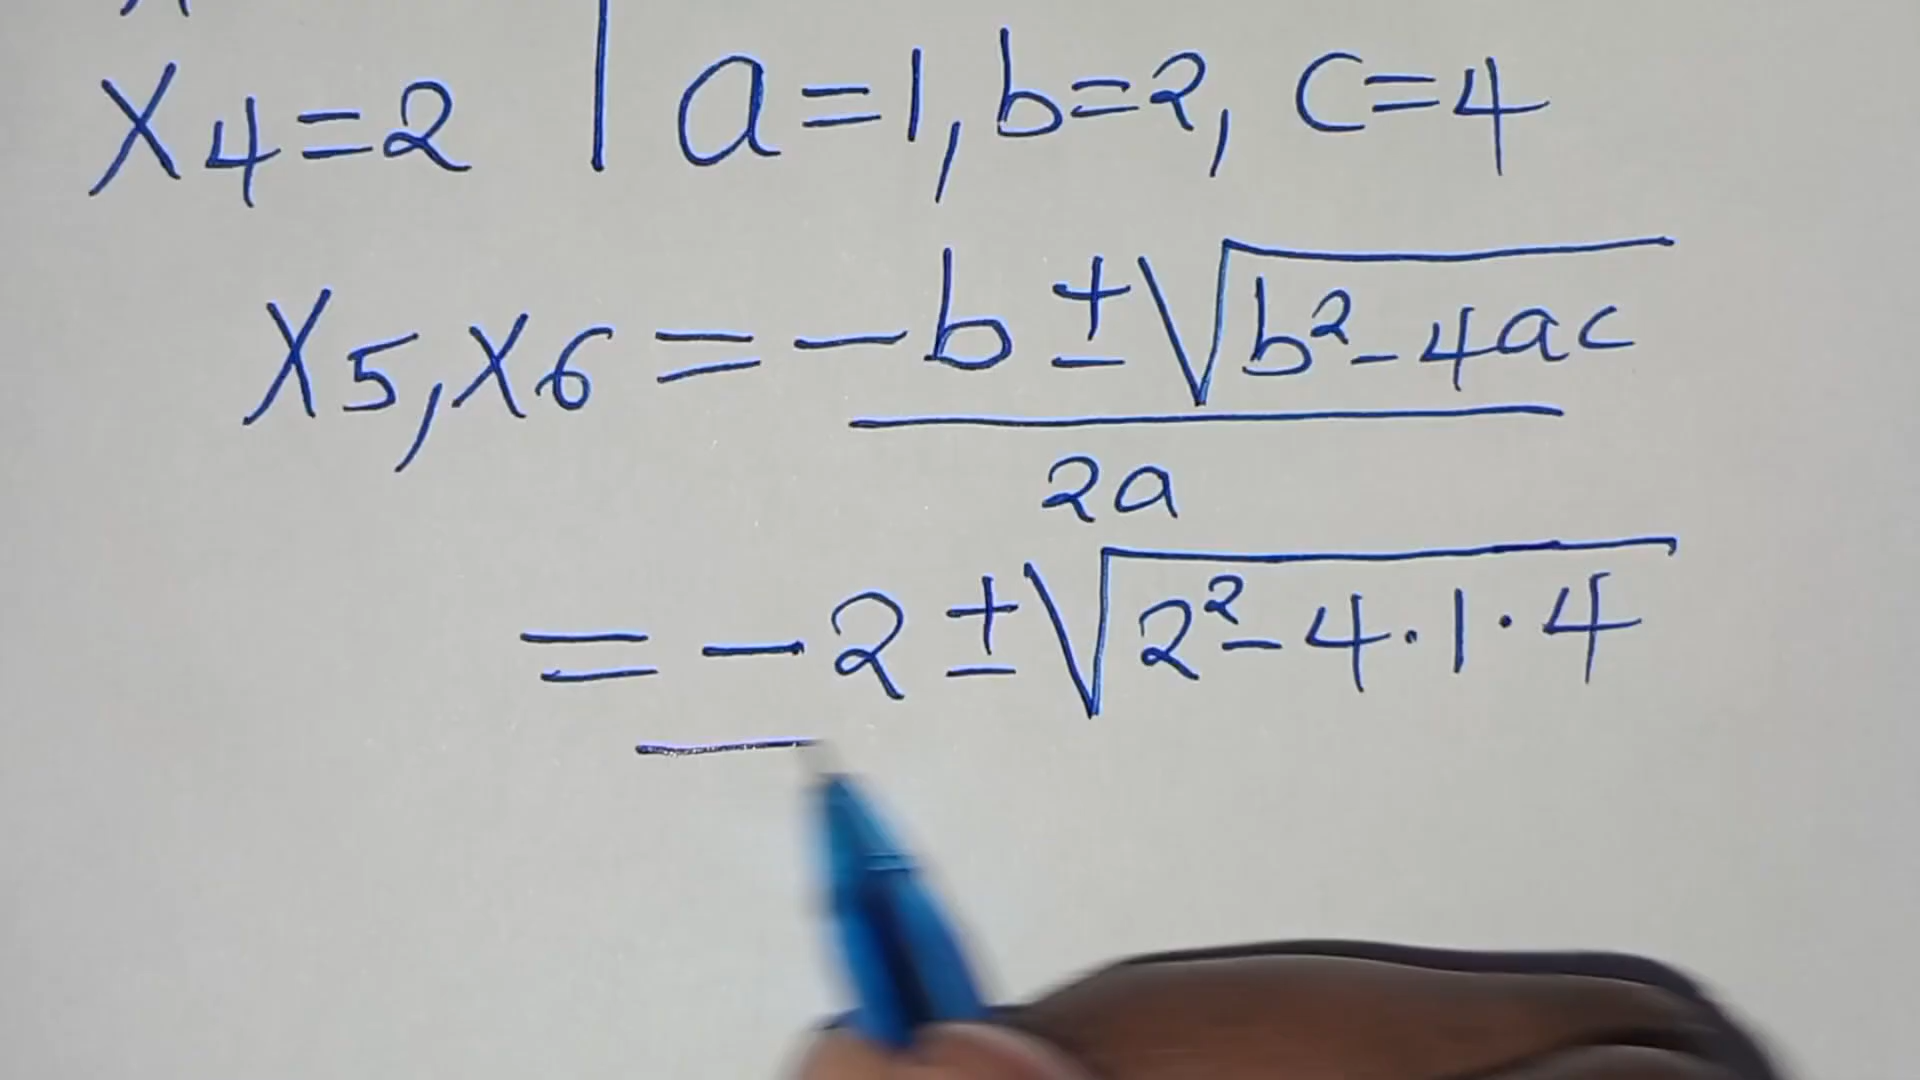 X4=2 | a=1, b=2, c=4
X5, X6 = -b ± √(b² - 4ac)
2a
= -2 ± √(2² - 4·1·4)